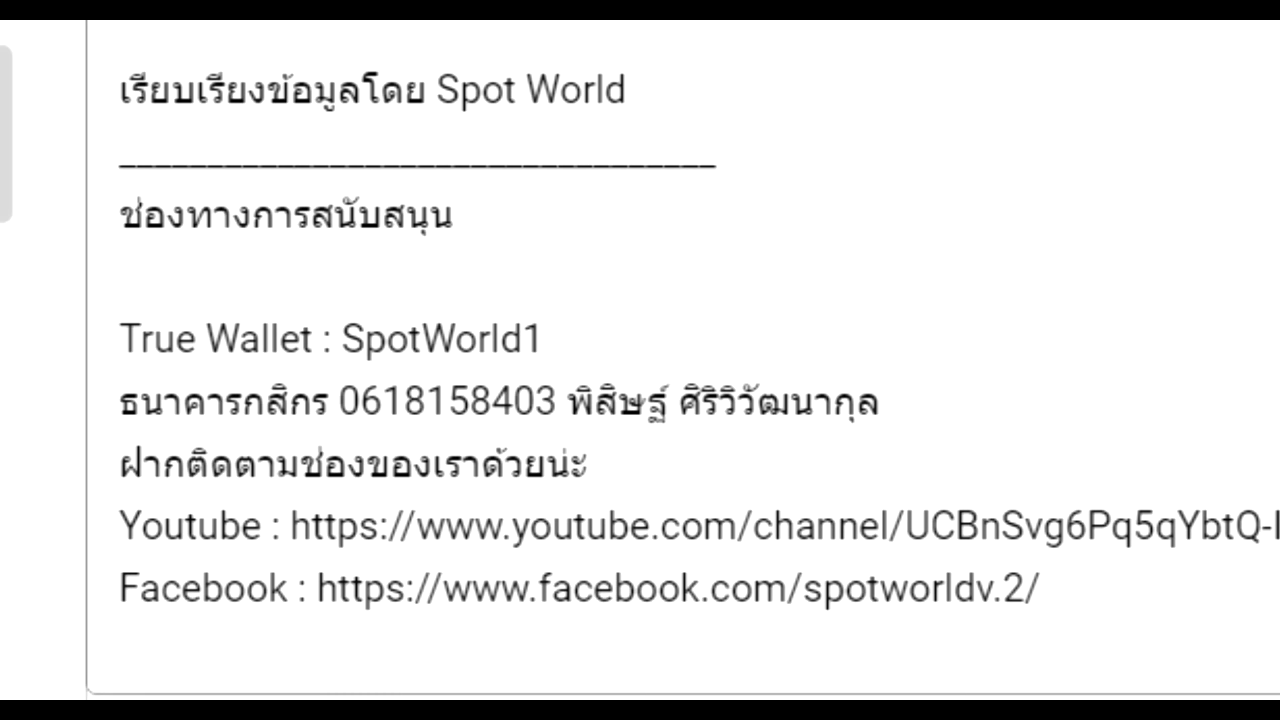 เรียบเรียงข้อมูลโดย Spot World
__________________________________
ช่องทางการสนับสนุน
True Wallet : SpotWorld1
ธนาคารกสิกร 0618158403 พิสิษฐ์ ศิริวิวัฒนากุล
ฝากติดตามช่องของเราด้วยน่ะ
Youtube : https://www.youtube.com/channel/UCBnSvg6Pq5qYbtQ-
Facebook : https://www.facebook.com/spotworldv.2/